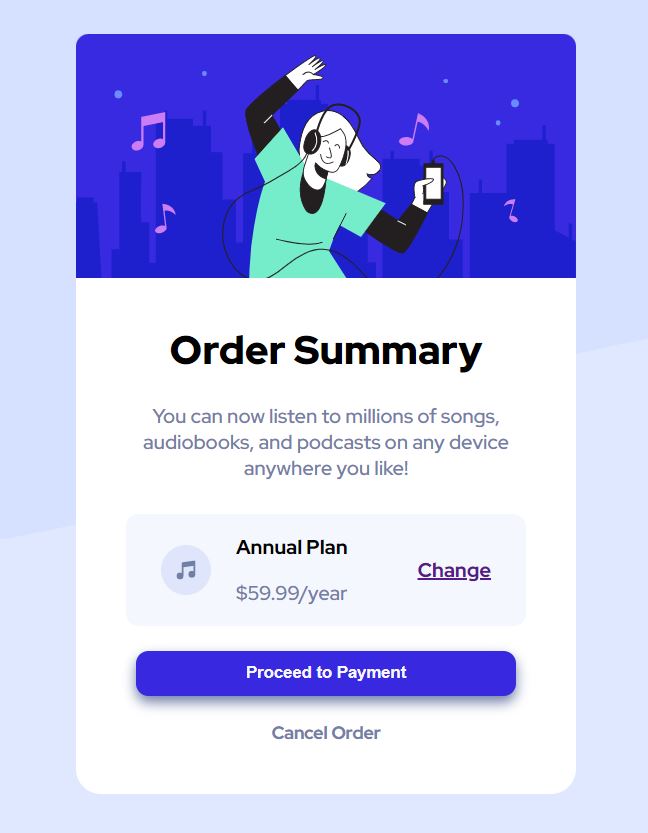 Order Summary
You can now listen to millions of songs,
audiobooks, and podcasts on any device
anywhere you like!
Annual Plan
$59.99/year
Change
Proceed to Payment
Cancel Order